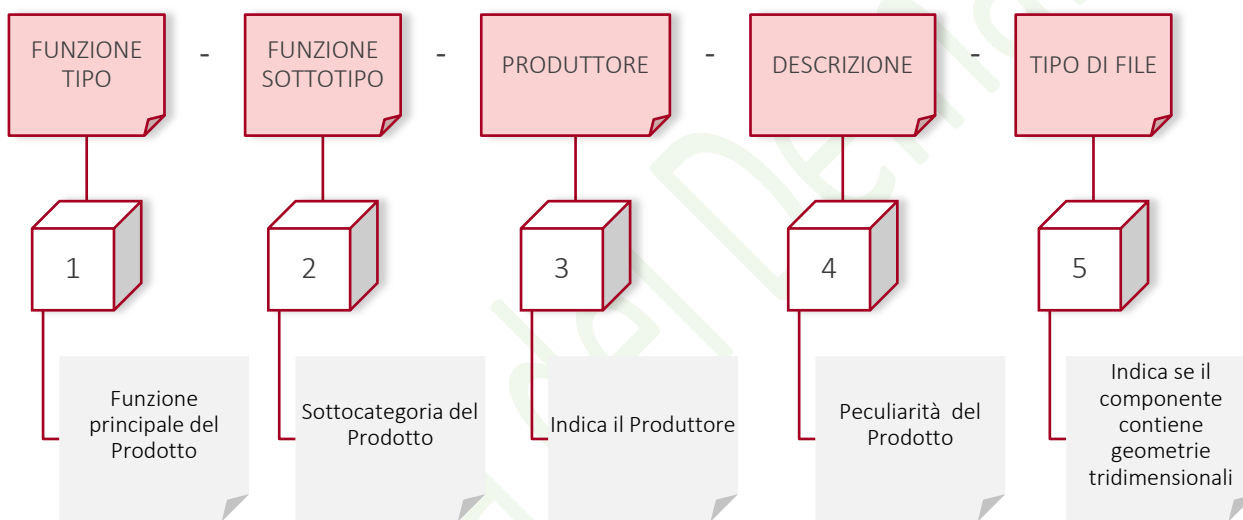 FUNZIONE
TIPO
-
FUNZIONE
SOTTOTIPO
-
PRODUTTORE
-
DESCRIZIONE
-
TIPO DI FILE
1
2
3
4
5
Funzione
principale del
Prodotto
Sottocategoria del
Prodotto
Indica il Produttore
Peculiarità del
Prodotto
Indica se il
componente
contiene
geometrie
tridimensionali